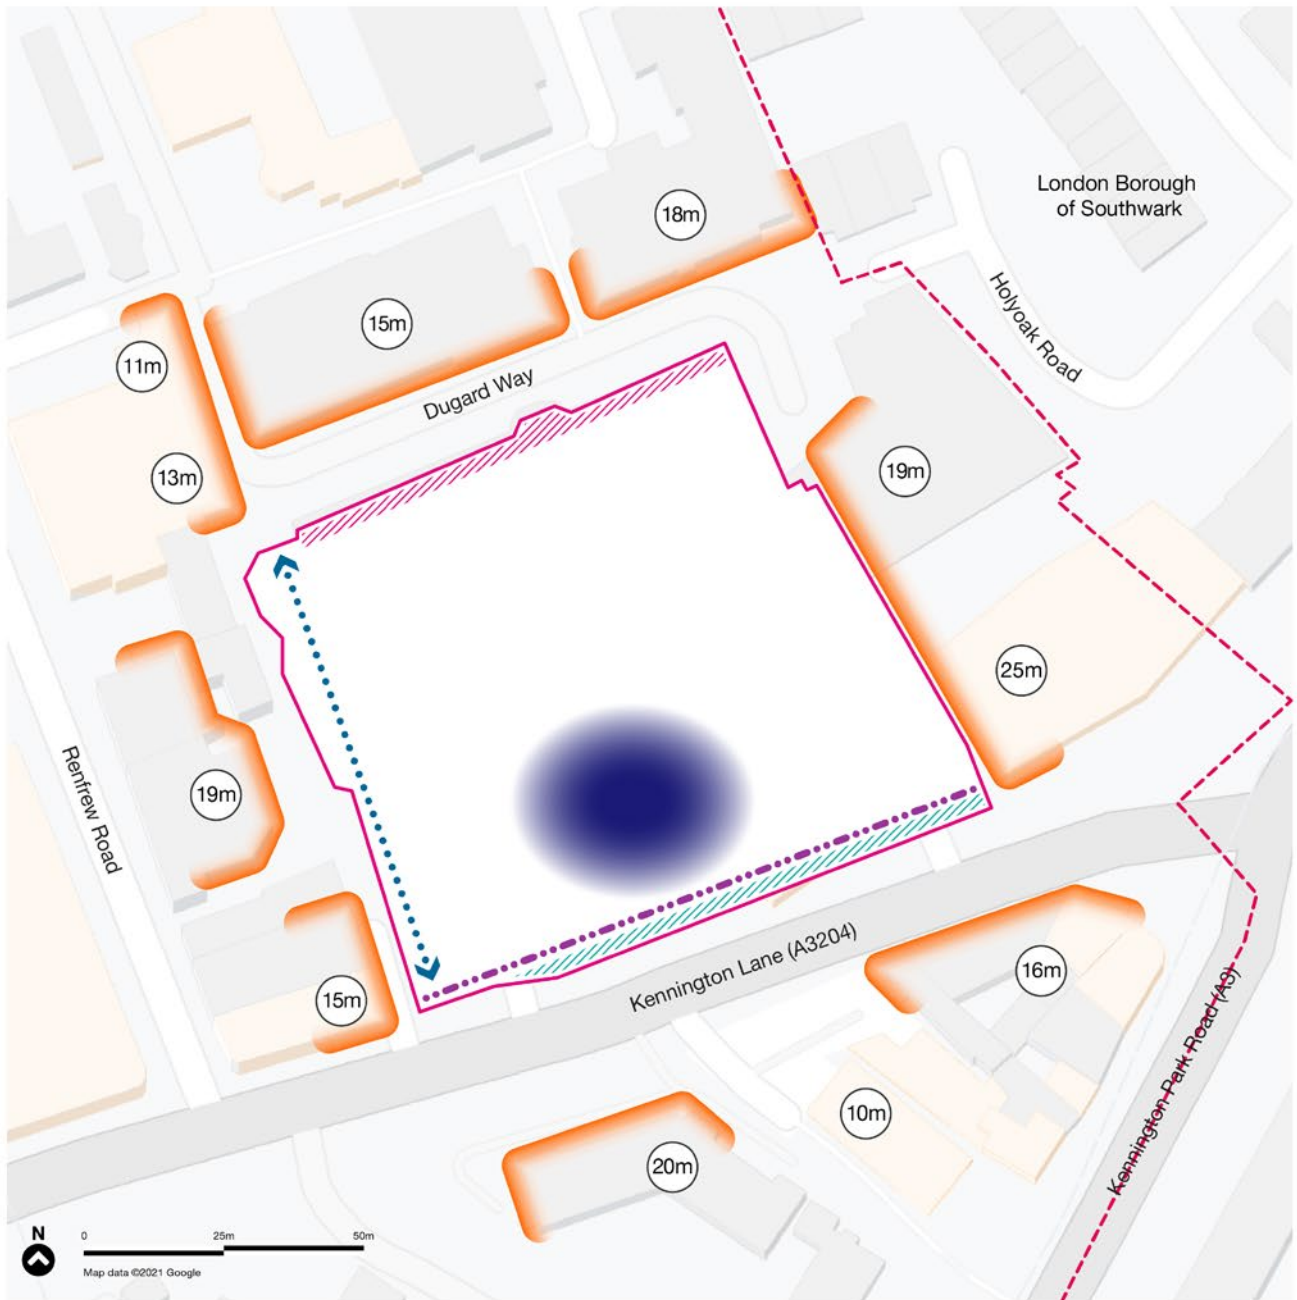 London Borough
of Southwark
18m
Holyoak Road
15m
11m
Dugard Way
13m
19m
25m
Renfrew Road
19m
Kennington Lane (A3204)
16m
15m
Kennington Park Road (A3)
10m
20m
N
0 25m 50m
Map data ©2021 Google